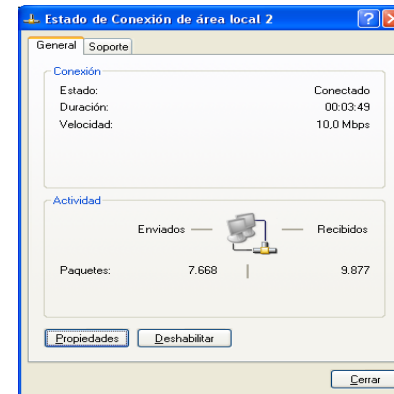 Estado de Conexión de área local 2
General Soporte
Conexión
Estado: Conectado
Duración: 00:03:49
Velocidad: 10,0 Mbps
Actividad
Enviados Recibidos
Paquetes: 7.668 9.877
Propiedades Deshabilitar
Cerrar